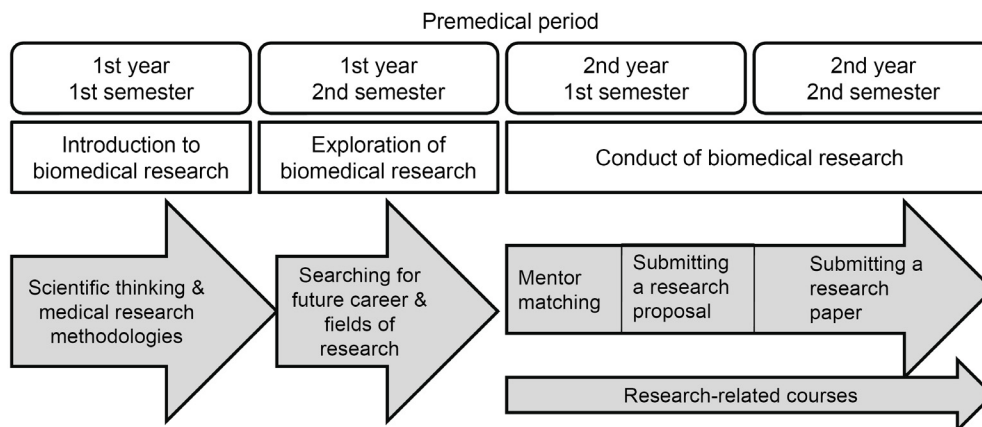 Premedical period
1st year
1st semester
1st year
2nd semester
2nd year
1st semester
2nd year
2nd semester
Introduction to
biomedical research
Exploration of
biomedical research
Conduct of biomedical research
Scientific thinking &
medical research
methodologies
Searching for
future career &
fields of
research
Mentor
matching
Submitting
a research
proposal
Submitting a
research
paper
Research-related courses